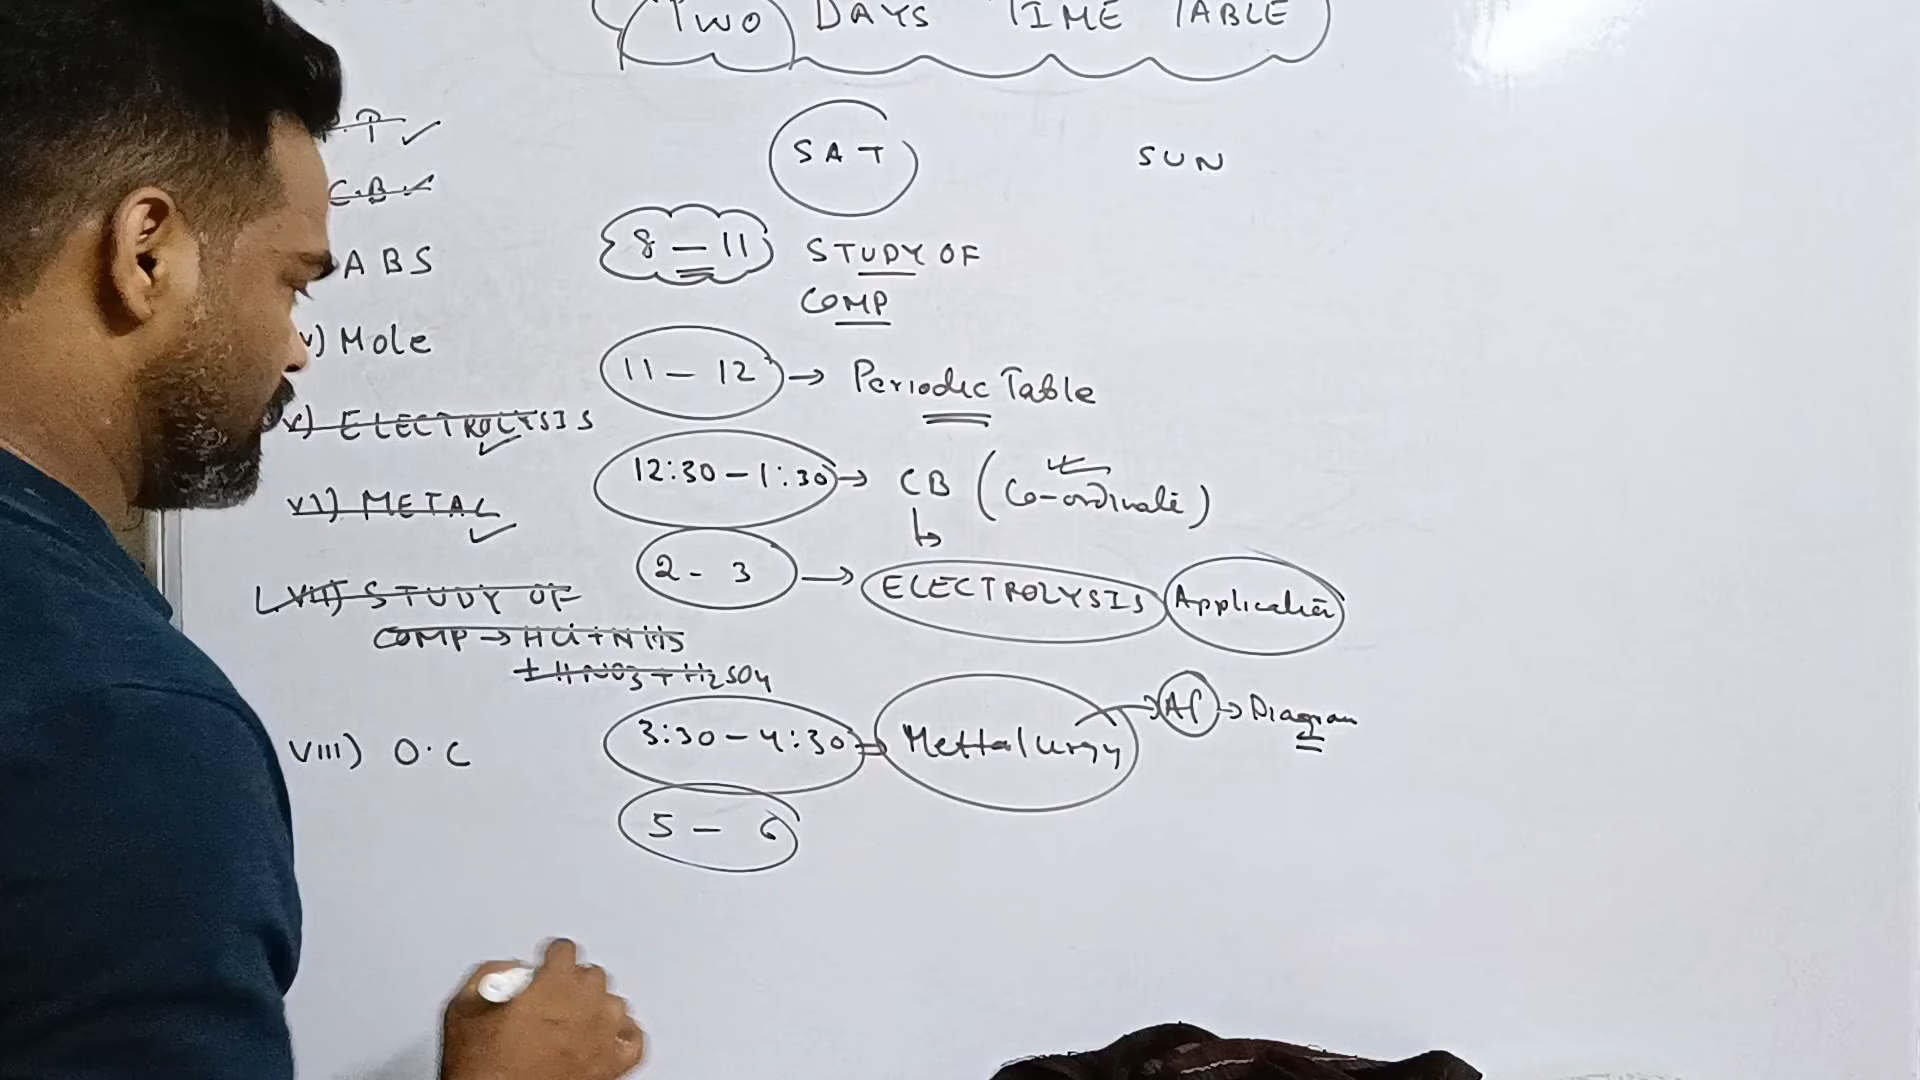 TWO DAYS TIME TABLE
SAT SUN
P.T
C.B
ABS
v) Mole
v) ELECTROLYSIS
vi) METAL
VII) STUDY OF
COMP → HCl + NH3
+ HNO3 + H2SO4
VIII) O.C
8 — 11 STUDY OF
COMP
11 — 12 → Periodic Table
12:30 — 1:30 → CB (Co-ordinate)
2 - 3 → ELECTROLYSIS Application
3:30 — 4:30 → Mettalurgy → Al → Diagram
5 — 6